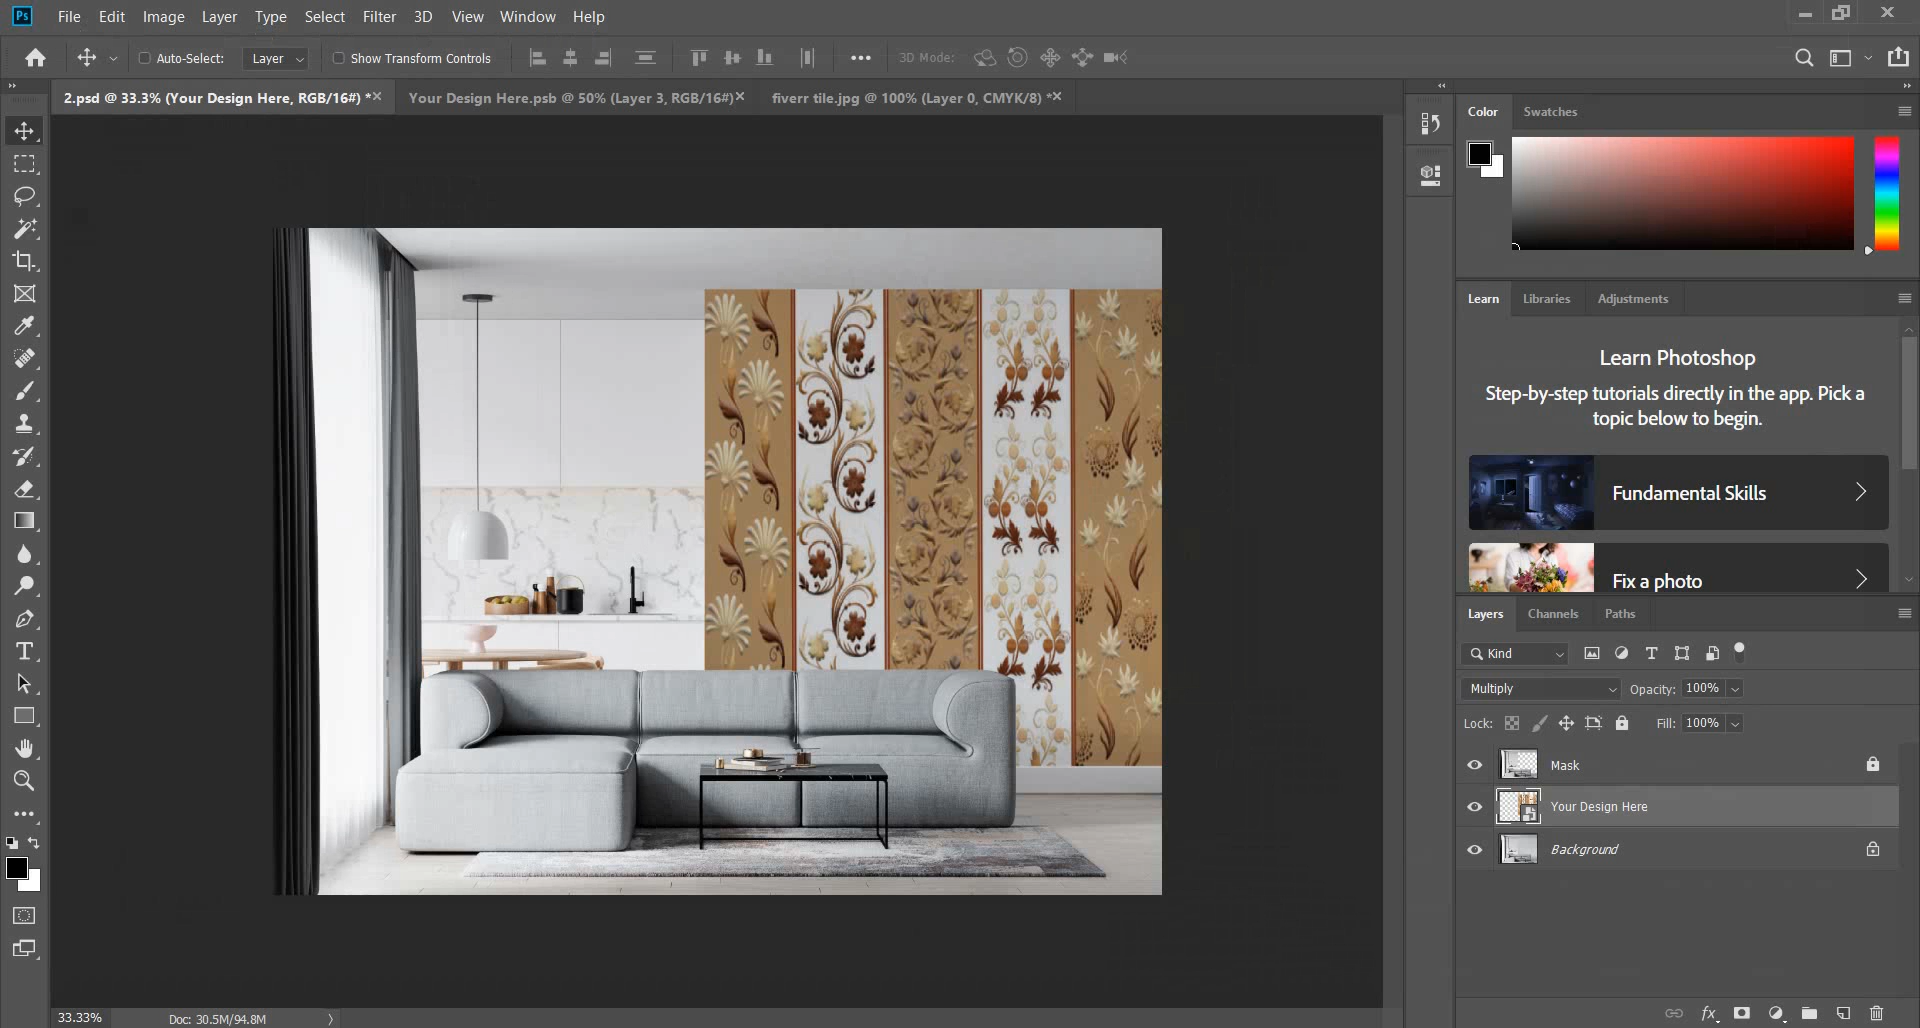 Ps File Edit Image Layer Type Select Filter 3D View Window Help
Auto-Select: Layer Show Transform Controls 3D Mode:
2.psd @ 33.3% (Your Design Here, RGB/16#) *
Your Design Here.psb @ 50% (Layer 3, RGB/16#)
fiverr tile.jpg @ 100% (Layer 0, CMYK/8) *
Color Swatches
Learn Libraries Adjustments
Learn Photoshop
Step-by-step tutorials directly in the app. Pick a
topic below to begin.
Fundamental Skills
Fix a photo
Layers Channels Paths
Kind
Multiply Opacity: 100%
Lock: Fill: 100%
Mask
Your Design Here
Background
33.33% Doc: 30.5M/94.8M
fx